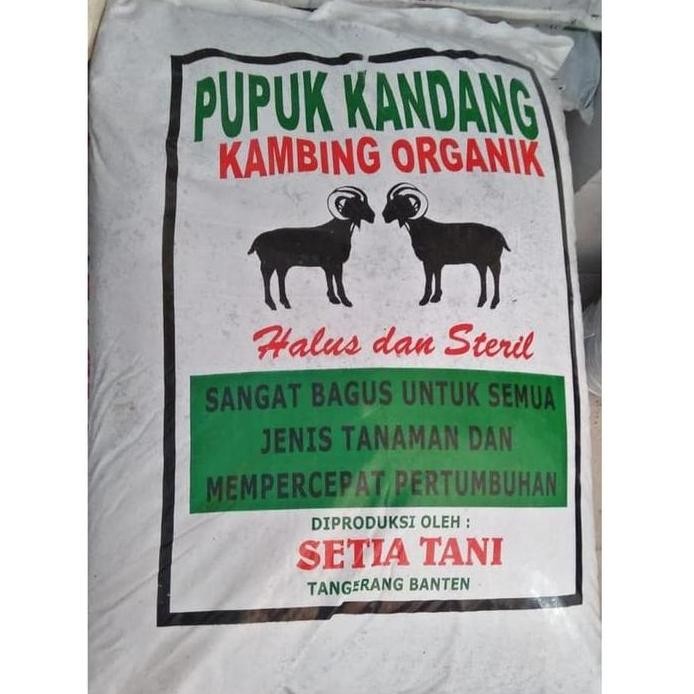 PUPUK KANDANG
KAMBING ORGANIK
Halus dan Steril
SANGAT BAGUS UNTUK SEMUA
JENIS TANAMAN DAN
MEMPERCEPAT PERTUMBUHAN
DIPRODUKSI OLEH :
SETIA TANI
TANGERANG BANTEN